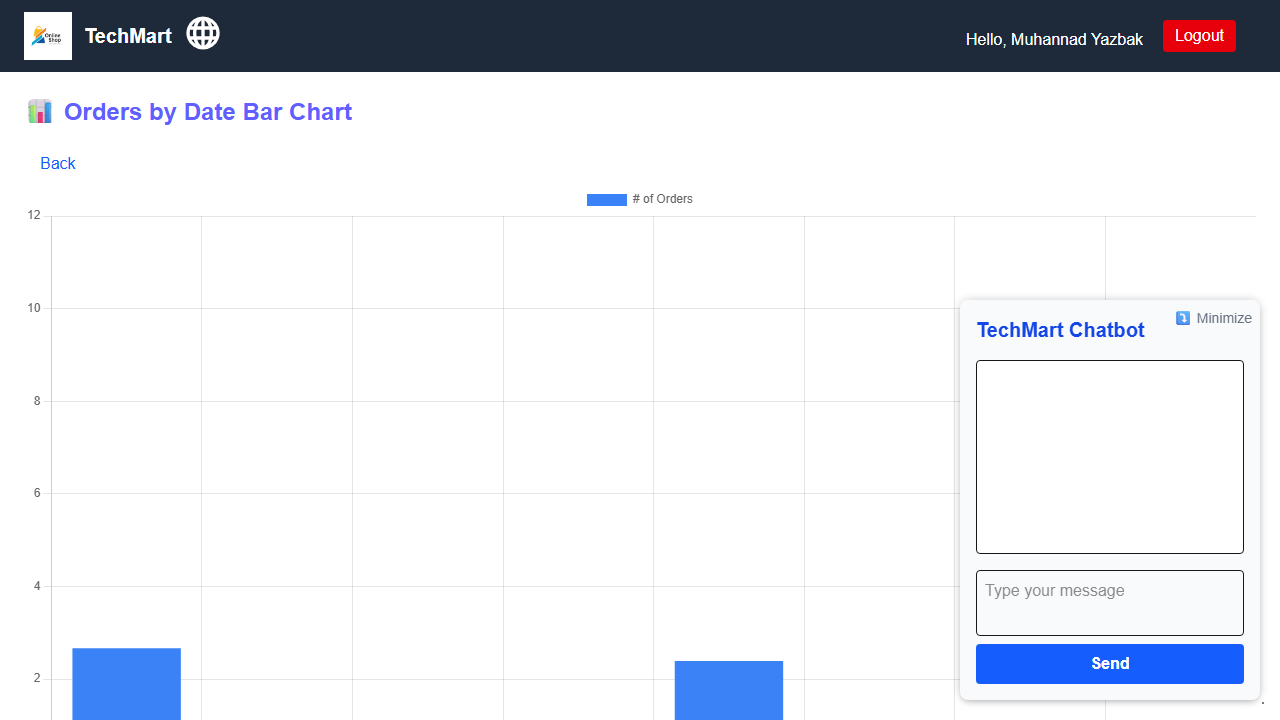 Online
Shop
TechMart
Hello, Muhannad Yazbak
Logout
Orders by Date Bar Chart
Back
# of Orders
12
10
8
6
4
2
Minimize
TechMart Chatbot
Type your message
Send